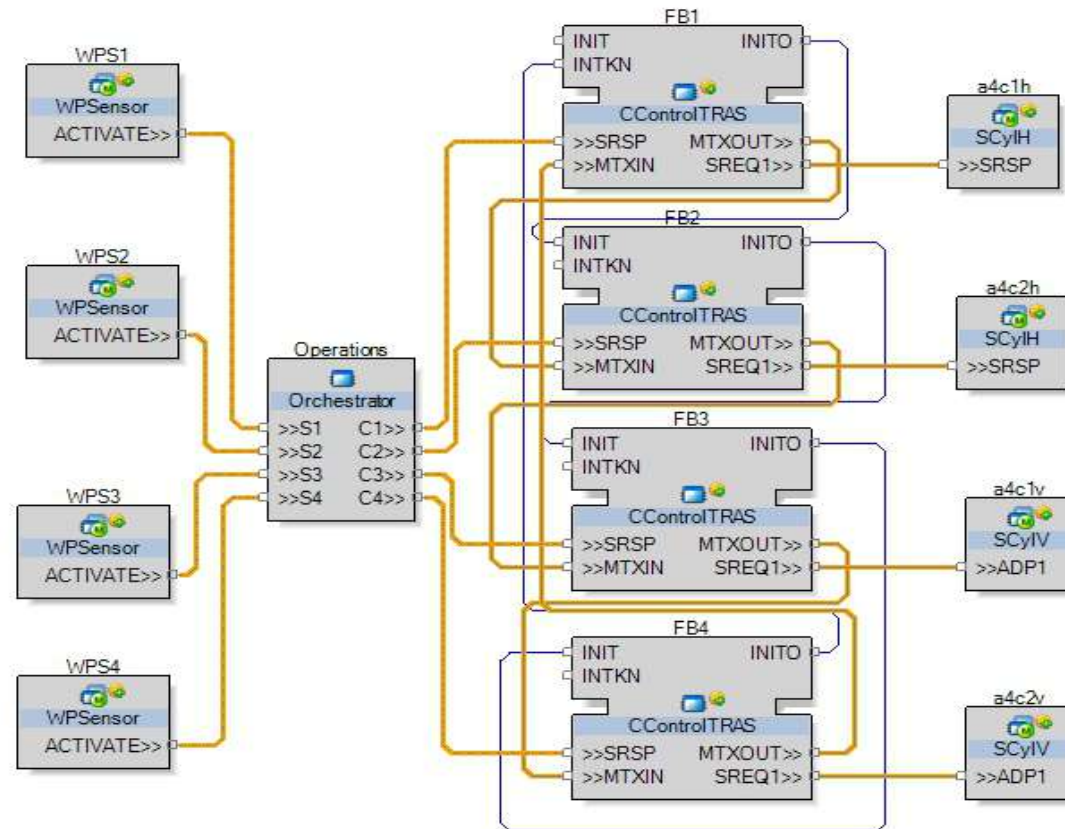 WPS1
WPSensor
ACTIVATE>>
WPS2
WPSensor
ACTIVATE>>
WPS3
WPSensor
ACTIVATE>>
WPS4
WPSensor
ACTIVATE>>
Operations
Orchestrator
>>S1 C1>>
>>S2 C2>>
>>S3 C3>>
>>S4 C4>>
FB1
INIT INITO
INTKN
CControlTRAS
>>SRSP MTXOUT>>
>>MTXIN SREQ1>>
FB2
INIT INITO
INTKN
CControlTRAS
>>SRSP MTXOUT>>
>>MTXIN SREQ1>>
FB3
INIT INITO
INTKN
CControlTRAS
>>SRSP MTXOUT>>
>>MTXIN SREQ1>>
FB4
INIT INITO
INTKN
CControlTRAS
>>SRSP MTXOUT>>
>>MTXIN SREQ1>>
a4c1h
SCylH
>>SRSP
a4c2h
SCylH
>>SRSP
a4c1v
SCylV
>>ADP1
a4c2v
SCylV
>>ADP1